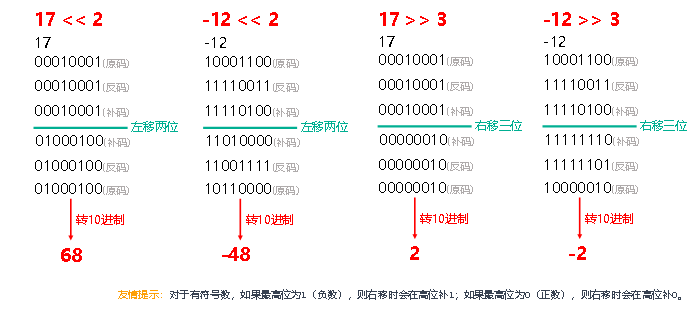 17 << 2
17
00010001(原码)
00010001(反码)
00010001(补码)
左移两位
01000100(补码)
01000100(反码)
01000100(原码)
转10进制
68
-12 << 2
-12
10001100(原码)
11110011(反码)
11110100(补码)
左移两位
11010000(补码)
11001111(反码)
10110000(原码)
转10进制
-48
17 >> 3
17
00010001(原码)
00010001(反码)
00010001(补码)
右移三位
00000010(补码)
00000010(反码)
00000010(原码)
转10进制
2
-12 >> 3
-12
10001100(原码)
11110011(反码)
11110100(补码)
右移三位
11111110(补码)
11111101(反码)
10000010(原码)
转10进制
-2
友情提示：对于有符号数，如果最高位为1（负数），则右移时会在高位补1；如果最高位为0（正数），则右移时会在高位补0。